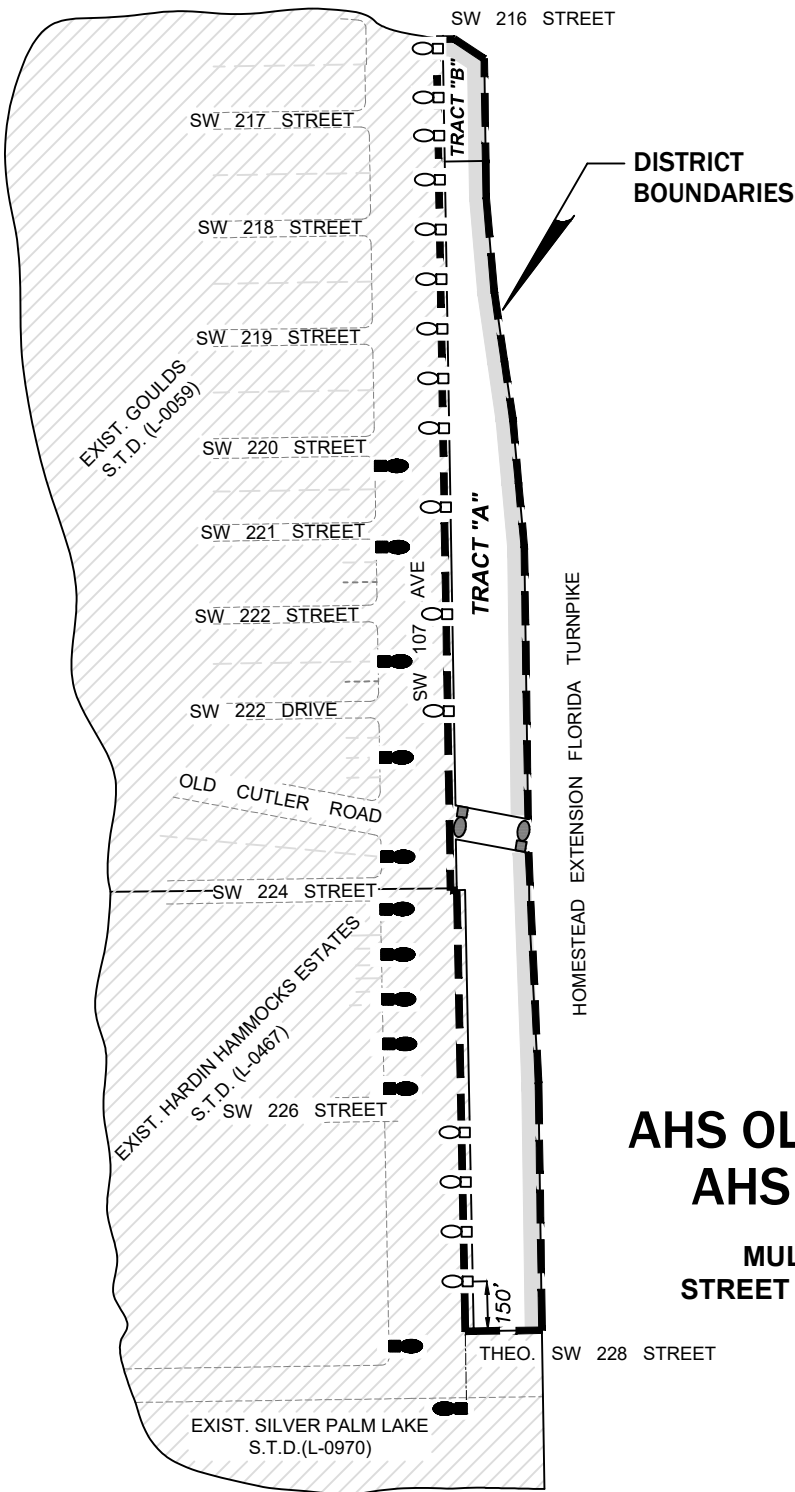 SW 216 STREET
TRACT "B"
SW 217 STREET
DISTRICT
BOUNDARIES
SW 218 STREET
SW 219 STREET
EXIST. GOULDS
S.T.D. (L-0059)
SW 220 STREET
SW 221 STREET
TRACT "A"
SW 107 AVE
SW 222 STREET
HOMESTEAD EXTENSION FLORIDA TURNPIKE
SW 222 DRIVE
OLD CUTLER ROAD
SW 224 STREET
EXIST. HARDIN HAMMOCKS ESTATES
S.T.D. (L-0467)
SW 226 STREET
AHS OL
AHS
MUL
STREET
150'
THEO. SW 228 STREET
EXIST. SILVER PALM LAKE
S.T.D.(L-0970)